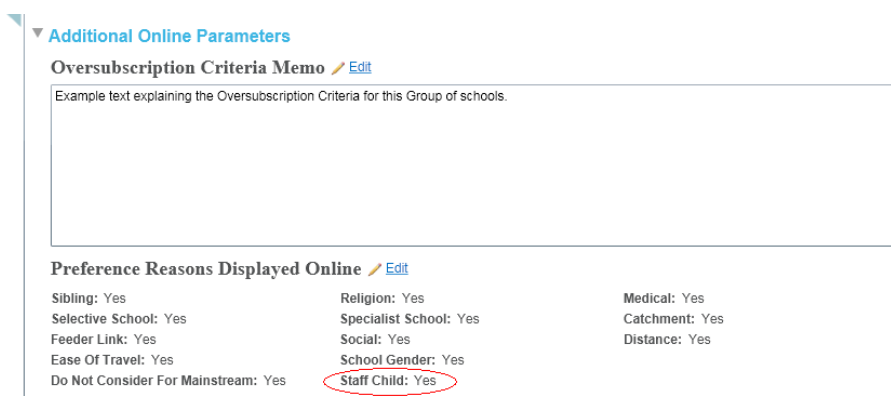 Additional Online Parameters
Oversubscription Criteria Memo Edit
Example text explaining the Oversubscription Criteria for this Group of schools.
Preference Reasons Displayed Online Edit
Sibling: Yes Religion: Yes Medical: Yes
Selective School: Yes Specialist School: Yes Catchment: Yes
Feeder Link: Yes Social: Yes Distance: Yes
Ease Of Travel: Yes School Gender: Yes
Do Not Consider For Mainstream: Yes Staff Child: Yes